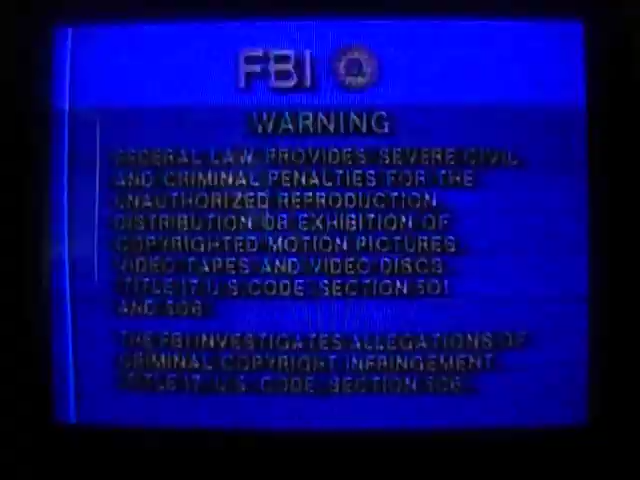 FBI
WARNING
FEDERAL LAW PROVIDES SEVERE CIVIL
AND CRIMINAL PENALTIES FOR THE
UNAUTHORIZED REPRODUCTION
DISTRIBUTION OR EXHIBITION OF
COPYRIGHTED MOTION PICTURES
VIDEO TAPES AND VIDEO DISCS
TITLE 17 U.S. CODE SECTION 501
AND 506
THE FBI INVESTIGATES ALLEGATIONS OF
CRIMINAL COPYRIGHT INFRINGEMENT
TITLE 17, U.S. CODE, SECTION 506